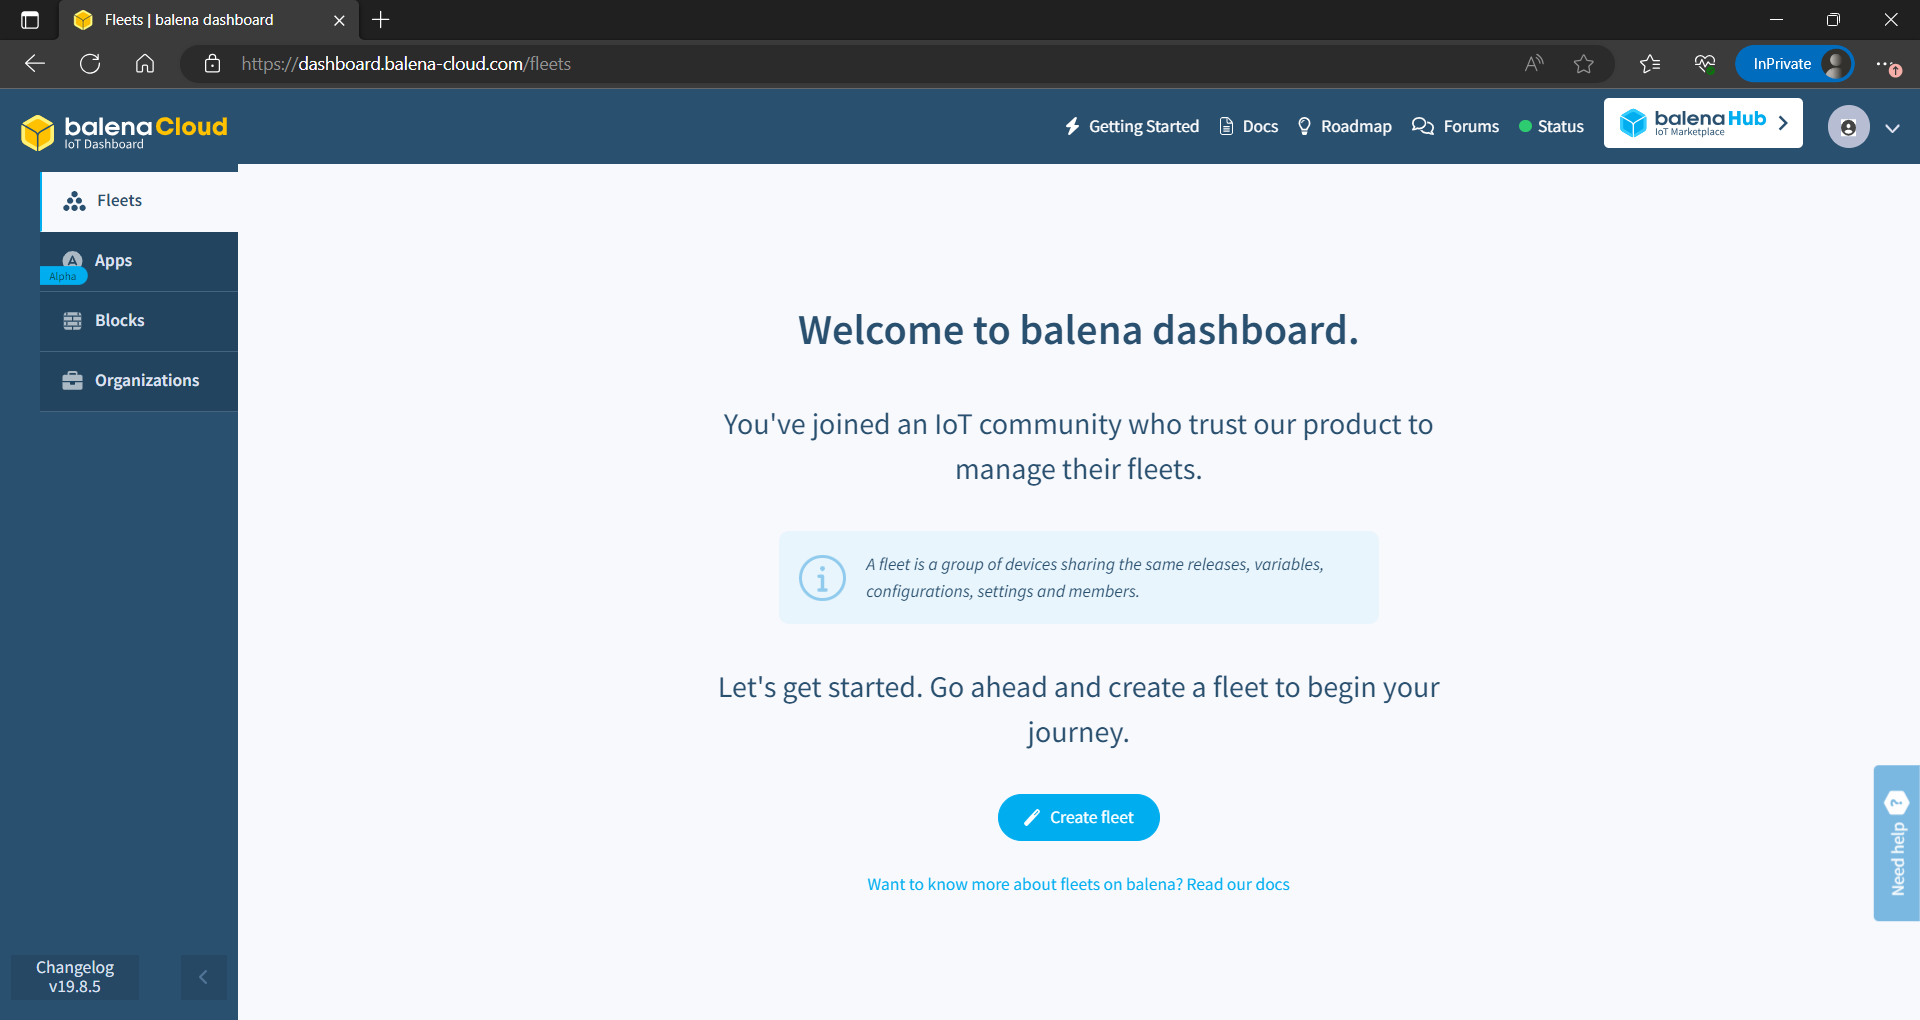 Fleets | balena dashboard
https://dashboard.balena-cloud.com/fleets
InPrivate
balenaCloud
IoT Dashboard
Getting Started
Docs
Roadmap
Forums
Status
balenaHub
IoT Marketplace
Fleets
Apps
Alpha
Blocks
Organizations
Welcome to balena dashboard.
You've joined an IoT community who trust our product to
manage their fleets.
A fleet is a group of devices sharing the same releases, variables,
configurations, settings and members.
Let's get started. Go ahead and create a fleet to begin your
journey.
Create fleet
Want to know more about fleets on balena? Read our docs
Need help
Changelog
v19.8.5